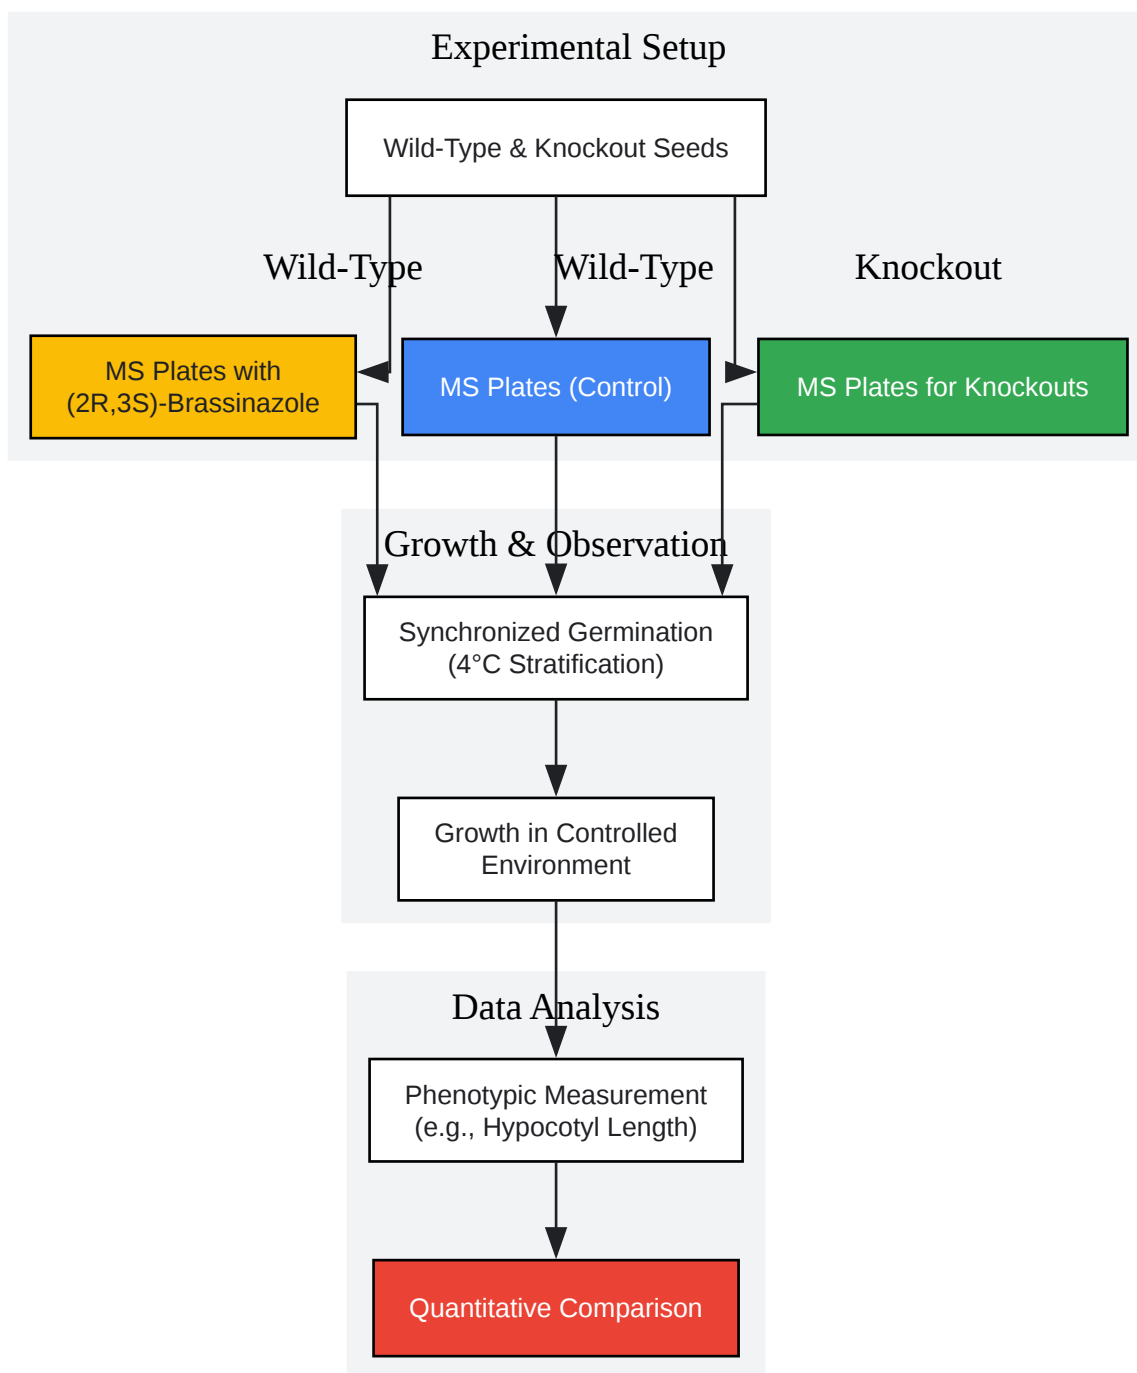 Experimental Setup
Wild-Type & Knockout Seeds
Wild-Type
Wild-Type
Knockout
MS Plates with
(2R,3S)-Brassinazole
MS Plates (Control)
MS Plates for Knockouts
Growth & Observation
Synchronized Germination
(4°C Stratification)
Growth in Controlled
Environment
Data Analysis
Phenotypic Measurement
(e.g., Hypocotyl Length)
Quantitative Comparison